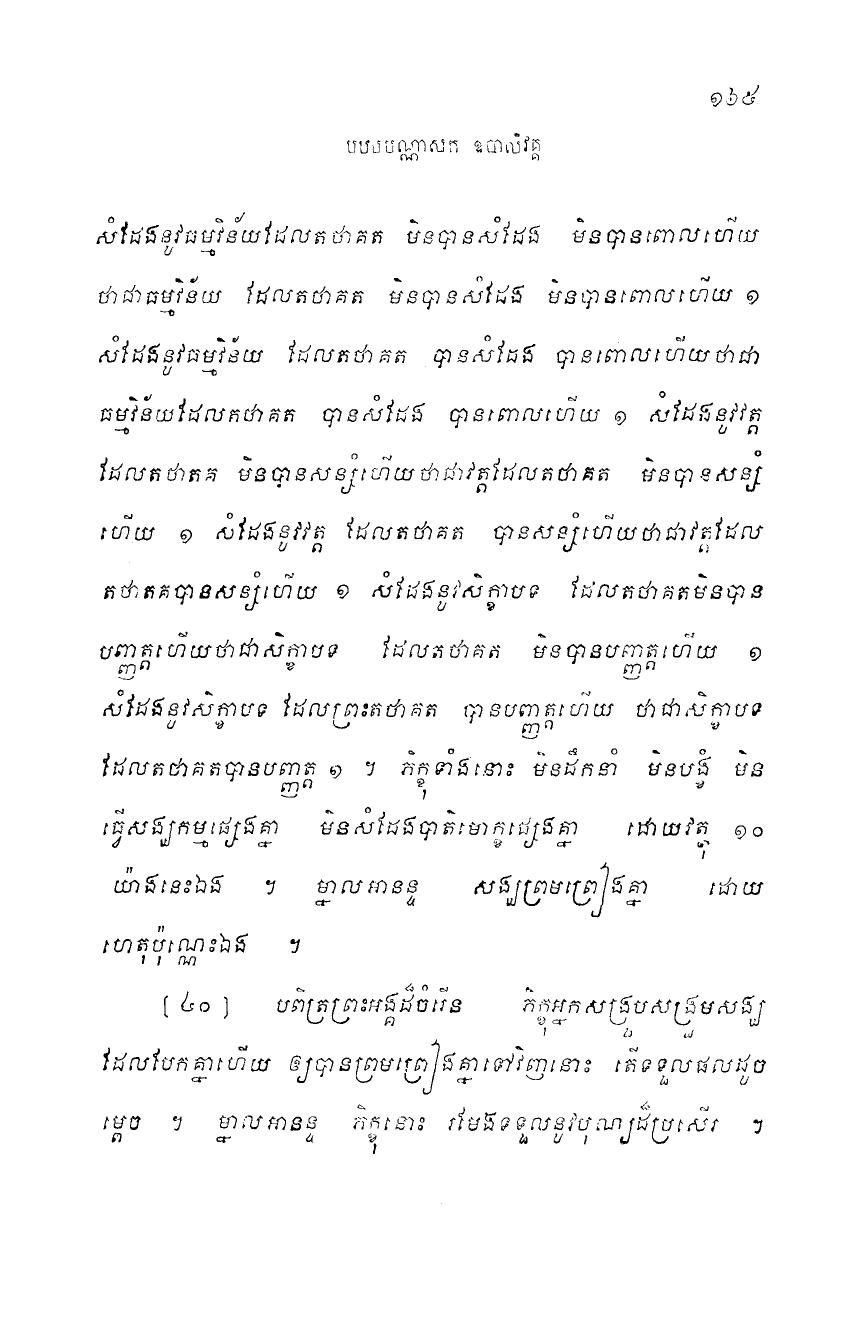 ១៦៥
បឋមបណ្ណាសក ឧបាលិវគ្គ
សំដែងនូវធម្មវិន័យដែលតថាគត មិនបានសំដែង មិនបានពោលហើយ
ថាជាធម្មវិន័យ ដែលតថាគត មិនបានសំដែង មិនបានពោលហើយ ១
សំដែងនូវធម្មវិន័យ ដែលតថាគត បានសំដែង បានពោលហើយថាជា
ធម្មវិន័យដែលតថាគត បានសំដែង បានពោលហើយ ១ សំដែងនូវវត្ត
ដែលតថាតគ មិនបានសន្សំហើយថាជាវត្តដែលតថាគត មិនបានសន្សំ
ហើយ ១ សំដែងនូវវត្ត ដែលតថាគត បានសន្សំហើយថាជាវត្តដែល
តថាតគបានសន្សំហើយ ១ សំដែងនូវសិក្ខាបទ ដែលតថាគតមិនបាន
បញ្ញត្តហើយថាជាសិក្ខាបទ ដែលតថាគត មិនបានបញ្ញត្តហើយ ១
សំដែងនូវសិក្ខាបទ ដែលព្រះតថាគត បានបញ្ញត្តហើយ ថាជាសិក្ខាបទ
ដែលតថាគតបានបញ្ញត្ត ១ ។ ភិក្ខុទាំងនោះ មិនដឹកនាំ មិនបង្ខំ មិន
ធ្វើសង្ឃកម្មផ្សេងគ្នា មិនសំដែងបាតិមោក្ខផ្សេងគ្នា ដោយវត្ថុ ១០
យ៉ាងនេះឯង ។ ម្នាលអានន្ទ សង្ឃព្រមព្រៀងគ្នា ដោយ
ហេតុប៉ុណ្ណេះឯង ។
[ ៤០ ] បពិត្រព្រះអង្គដ៏ចំរើន ភិក្ខុអ្នកសង្រួបសង្រួមសង្ឃ
ដែលបែកគ្នាហើយ ឲ្យបានព្រមព្រៀងគ្នាទៅវិញនោះ តើទទួលផលដូច
ម្តេច ។ ម្នាលអានន្ទ ភិក្ខុនោះ រមែងទទួលនូវបុណ្យដ៏ប្រសើរ ។